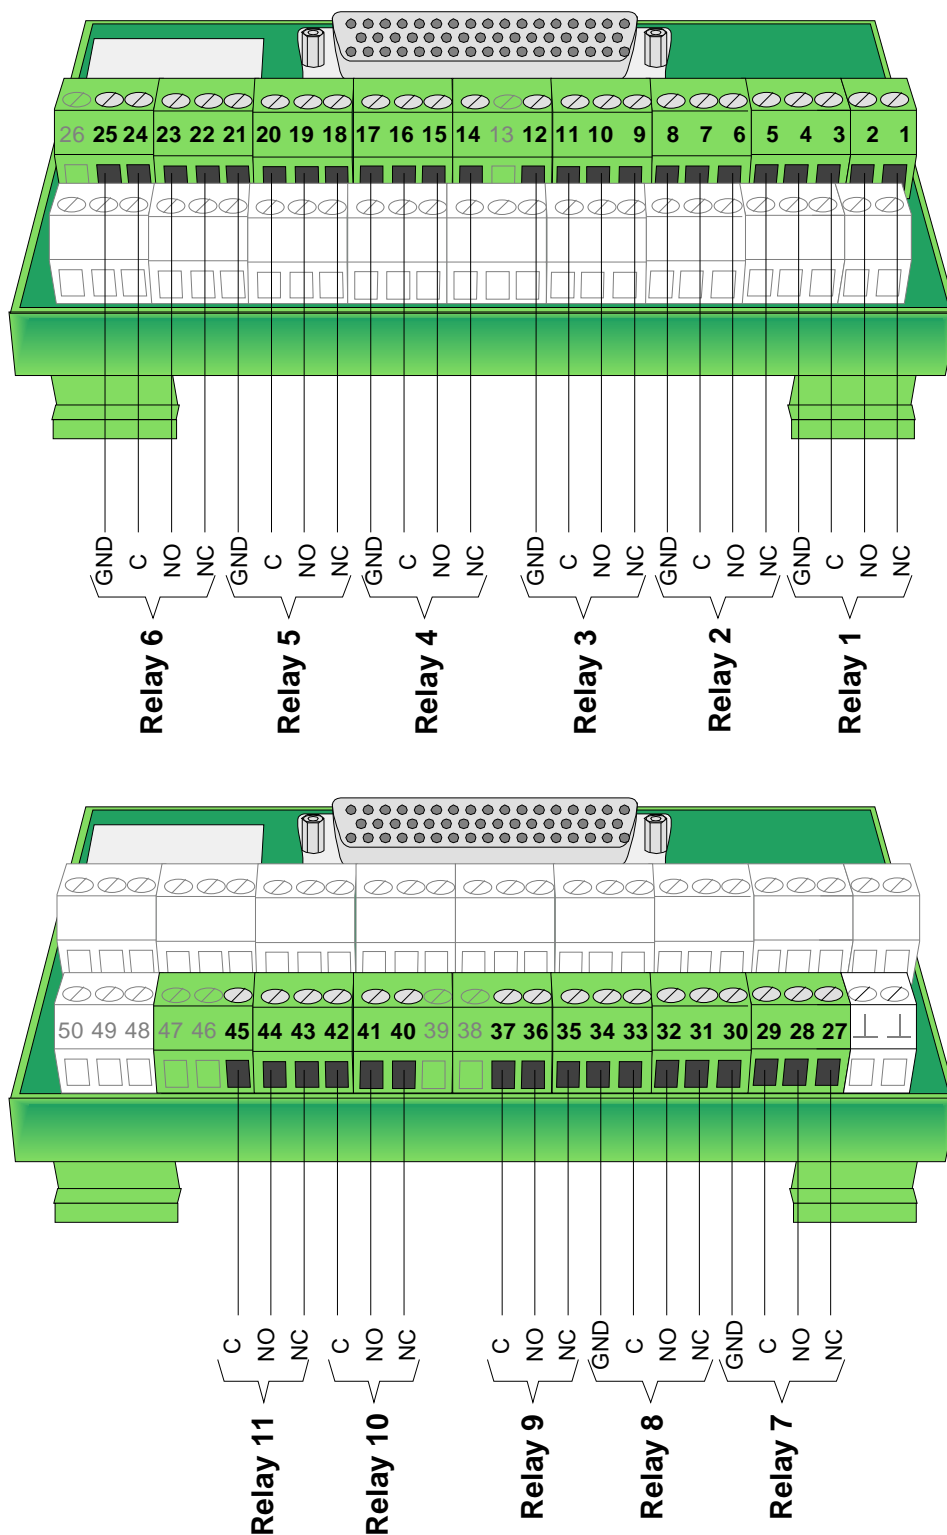 26 25 24 23 22 21 20 19 18 17 16 15 14 13 12 11 10 9 8 7 6 5 4 3 2 1
GND C NO NC GND C NO NC GND C NO NC GND C NO NC GND C NO NC GND C NO NC
Relay 6 Relay 5 Relay 4 Relay 3 Relay 2 Relay 1
50 49 48 47 46 45 44 43 42 41 40 39 38 37 36 35 34 33 32 31 30 29 28 27
C NO NC C NO NC C NO NC GND C NO NC GND C NO NC
Relay 11 Relay 10 Relay 9 Relay 8 Relay 7